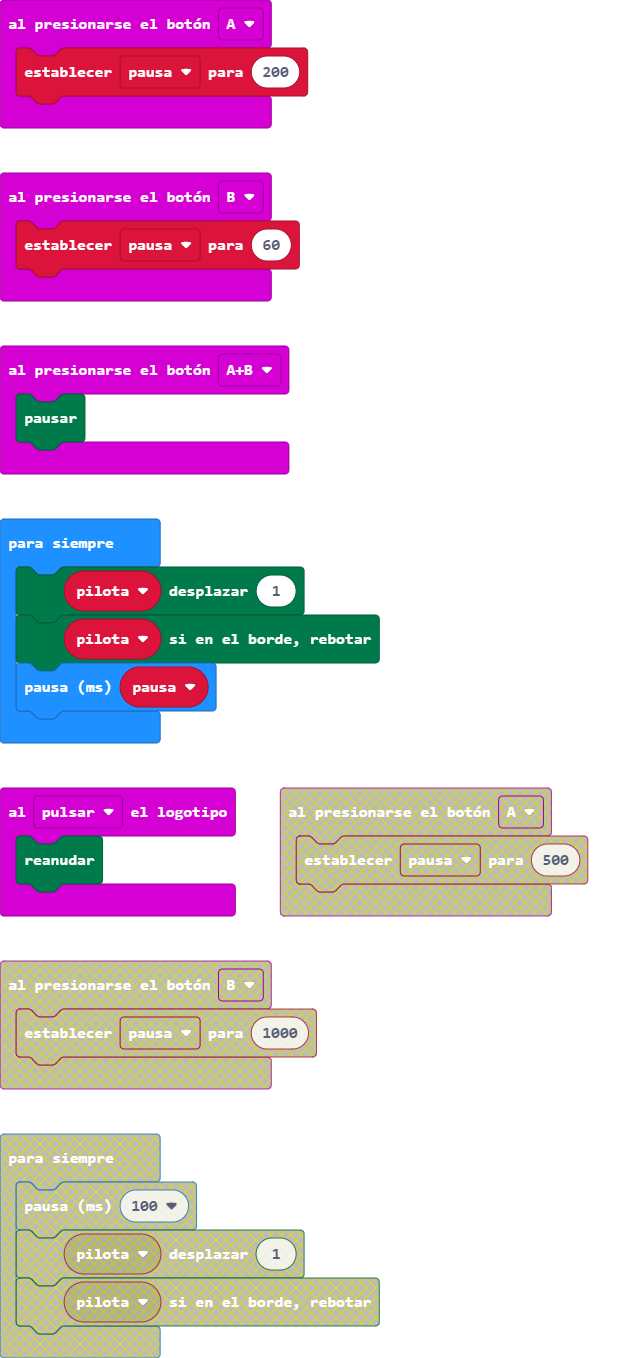 al presionarse el botón A
establecer pausa para 200
al presionarse el botón B
establecer pausa para 60
al presionarse el botón A+B
pausar
para siempre
pilota desplazar 1
pilota si en el borde, rebotar
pausa (ms) pausa
al pulsar el logotipo
reanudar
al presionarse el botón A
establecer pausa para 500
al presionarse el botón B
establecer pausa para 1000
para siempre
pausa (ms) 100
pilota desplazar 1
pilota si en el borde, rebotar